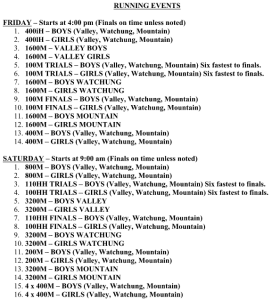 RUNNING EVENTS
FRIDAY – Starts at 4:00 pm (Finals on time unless noted)
1. 400iH – BOYS (Valley, Watchung, Mountain)
2. 400iH – GIRLS (Valley, Watchung, Mountain)
3. 1600M – VALLEY BOYS
4. 1600M – VALLEY GIRLS
5. 100M TRIALS – BOYS (Valley, Watchung, Mountain) Six fastest to finals.
6. 100M TRIALS – GIRLS (Valley, Watchung, Mountain) Six fastest to finals.
7. 1600M – BOYS WATCHUNG
8. 1600M – GIRLS WATCHUNG
9. 100M FINALS – BOYS (Valley, Watchung, Mountain)
10. 100M FINALS – GIRLS (Valley, Watchung, Mountain)
11. 1600M – BOYS MOUNTAIN
12. 1600M – GIRLS MOUNTAIN
13. 400M – BOYS (Valley, Watchung, Mountain)
14. 400M – GIRLS (Valley, Watchung, Mountain)
SATURDAY – Starts at 9:00 am (Finals on time unless noted)
1. 800M – BOYS (Valley, Watchung, Mountain)
2. 800M – GIRLS (Valley, Watchung, Mountain)
3. 110HH TRIALS – BOYS (Valley, Watchung, Mountain) Six fastest to finals.
4. 100HH TRIALS – GIRLS (Valley, Watchung, Mountain) Six fastest to finals.
5. 3200M – BOYS VALLEY
6. 3200M – GIRLS VALLEY
7. 110HH FINALS – BOYS (Valley, Watchung, Mountain)
8. 100HH FINALS – GIRLS (Valley, Watchung, Mountain)
9. 3200M – BOYS WATCHUNG
10. 3200M – GIRLS WATCHUNG
11. 200M – BOYS (Valley, Watchung, Mountain)
12. 200M – GIRLS (Valley, Watchung, Mountain)
13. 3200M – BOYS MOUNTAIN
14. 3200M – GIRLS MOUNTAIN
15. 4 x 400M – BOYS (Valley, Watchung, Mountain)
16. 4 x 400M – GIRLS (Valley, Watchung, Mountain)